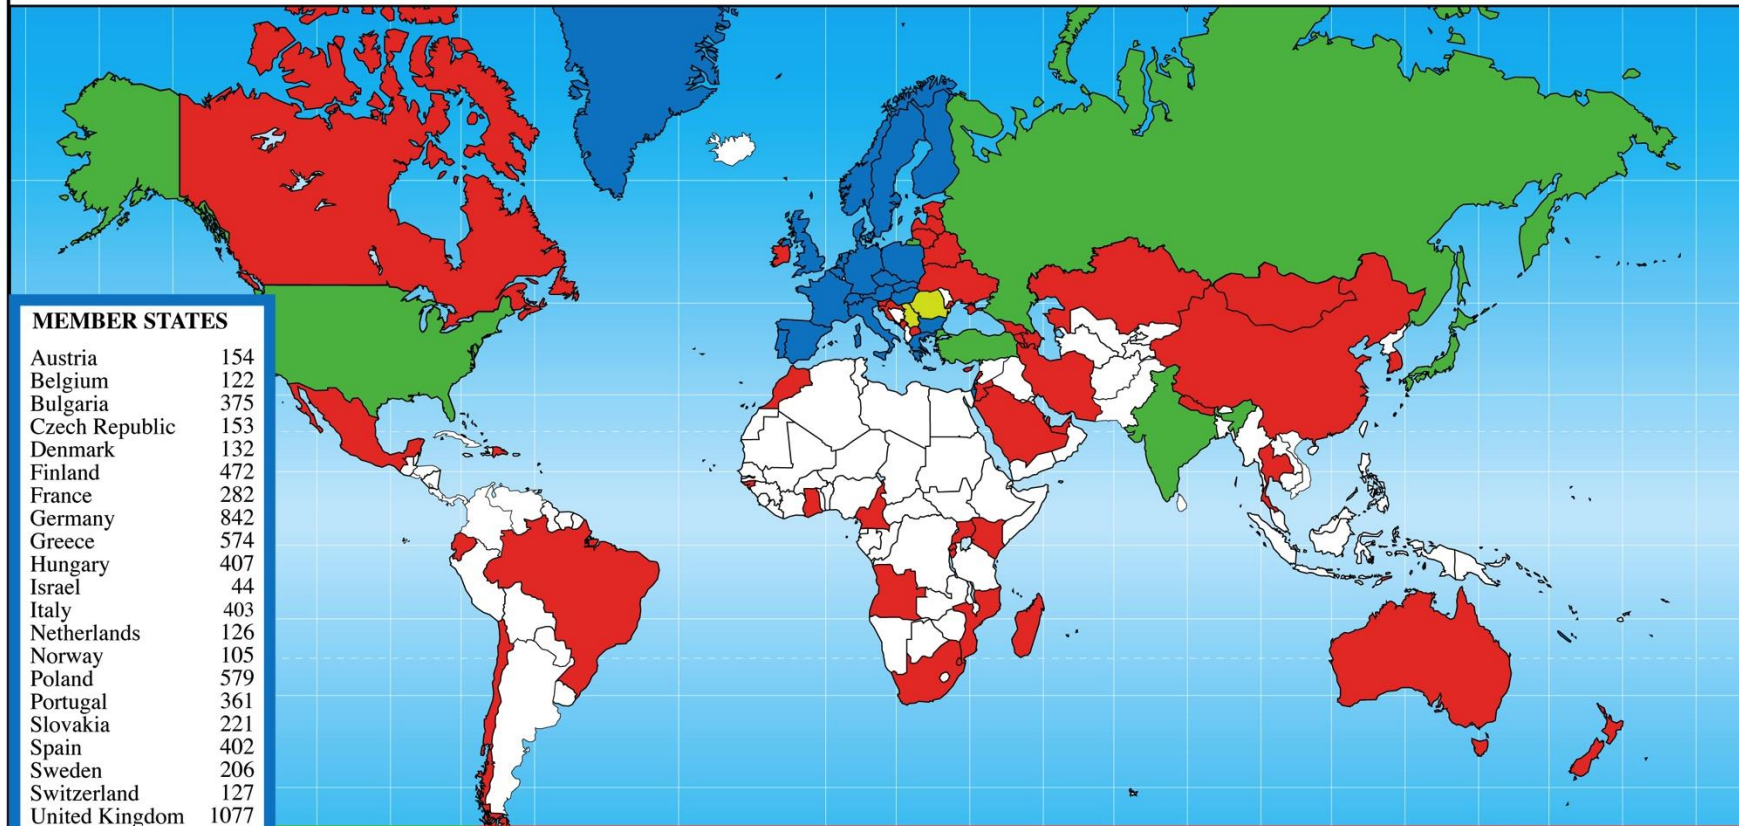 MEMBER STATES
Austria 154
Belgium 122
Bulgaria 375
Czech Republic 153
Denmark 132
Finland 472
France 282
Germany 842
Greece 574
Hungary 407
Israel 44
Italy 403
Netherlands 126
Norway 105
Poland 579
Portugal 361
Slovakia 221
Spain 402
Sweden 206
Switzerland 127
United Kingdom 1077